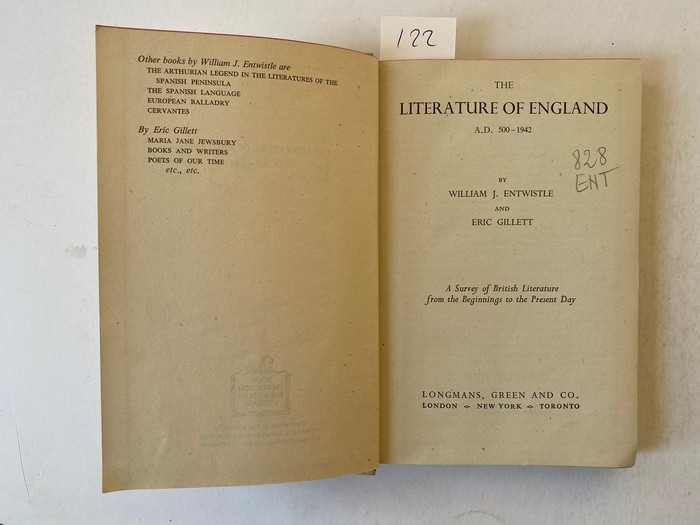 122
Other books by William J. Entwistle are
THE ARTHURIAN LEGEND IN THE LITERATURES OF THE
SPANISH PENINSULA
THE SPANISH LANGUAGE
EUROPEAN BALLADRY
CERVANTES
By Eric Gillett
MARIA JANE JEWSBURY
BOOKS AND WRITERS
POETS OF OUR TIME
etc., etc.
THE
LITERATURE OF ENGLAND
A.D. 500–1942
828
ENT
BY
WILLIAM J. ENTWISTLE
AND
ERIC GILLETT
A Survey of British Literature
from the Beginnings to the Present Day
LONGMANS, GREEN AND CO.
LONDON ❖ NEW YORK ❖ TORONTO